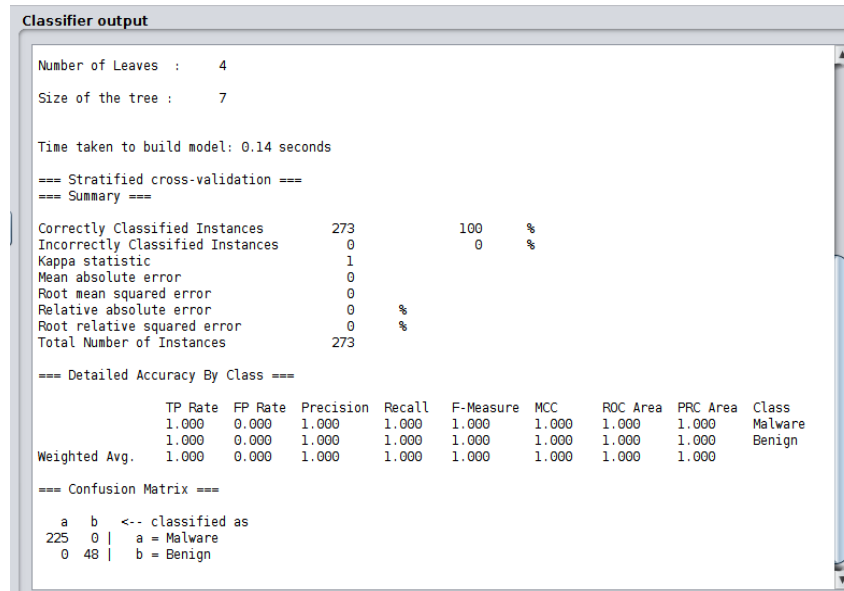 Classifier output
Number of Leaves : 4
Size of the tree : 7
Time taken to build model: 0.14 seconds
=== Stratified cross-validation ===
=== Summary ===
Correctly Classified Instances 273 100 %
Incorrectly Classified Instances 0 0 %
Kappa statistic 1
Mean absolute error 0
Root mean squared error 0
Relative absolute error 0 %
Root relative squared error 0 %
Total Number of Instances 273
=== Detailed Accuracy By Class ===
TP Rate FP Rate Precision Recall F-Measure MCC ROC Area PRC Area Class
1.000 0.000 1.000 1.000 1.000 1.000 1.000 1.000 Malware
1.000 0.000 1.000 1.000 1.000 1.000 1.000 1.000 Benign
Weighted Avg. 1.000 0.000 1.000 1.000 1.000 1.000 1.000 1.000
=== Confusion Matrix ===
a b <-- classified as
225 0 | a = Malware
0 48 | b = Benign